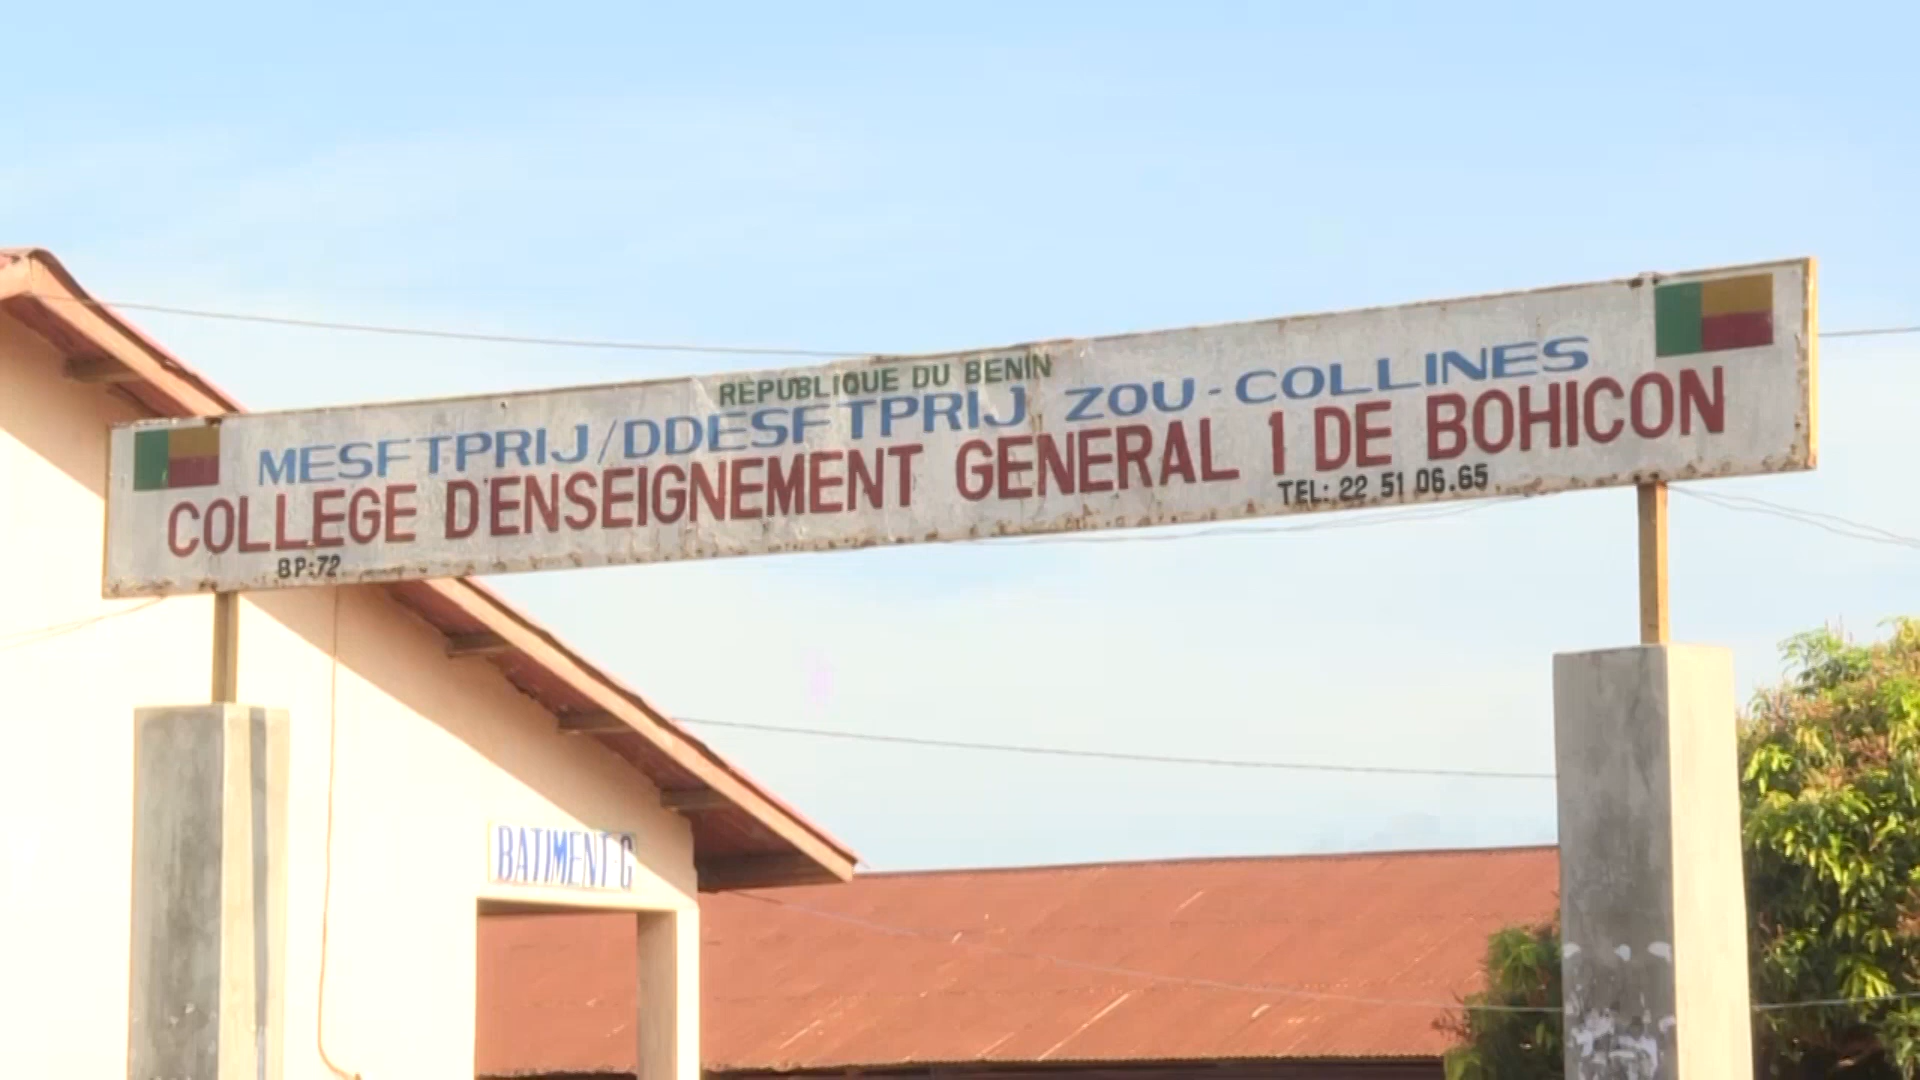 REPUBLIQUE DU BENIN
MESFTPRIJ/DDESFTPRIJ ZOU-COLLINES
COLLEGE D'ENSEIGNEMENT GENERAL 1 DE BOHICON
BP:72
TEL: 22 51 06.65
BATIMENT G